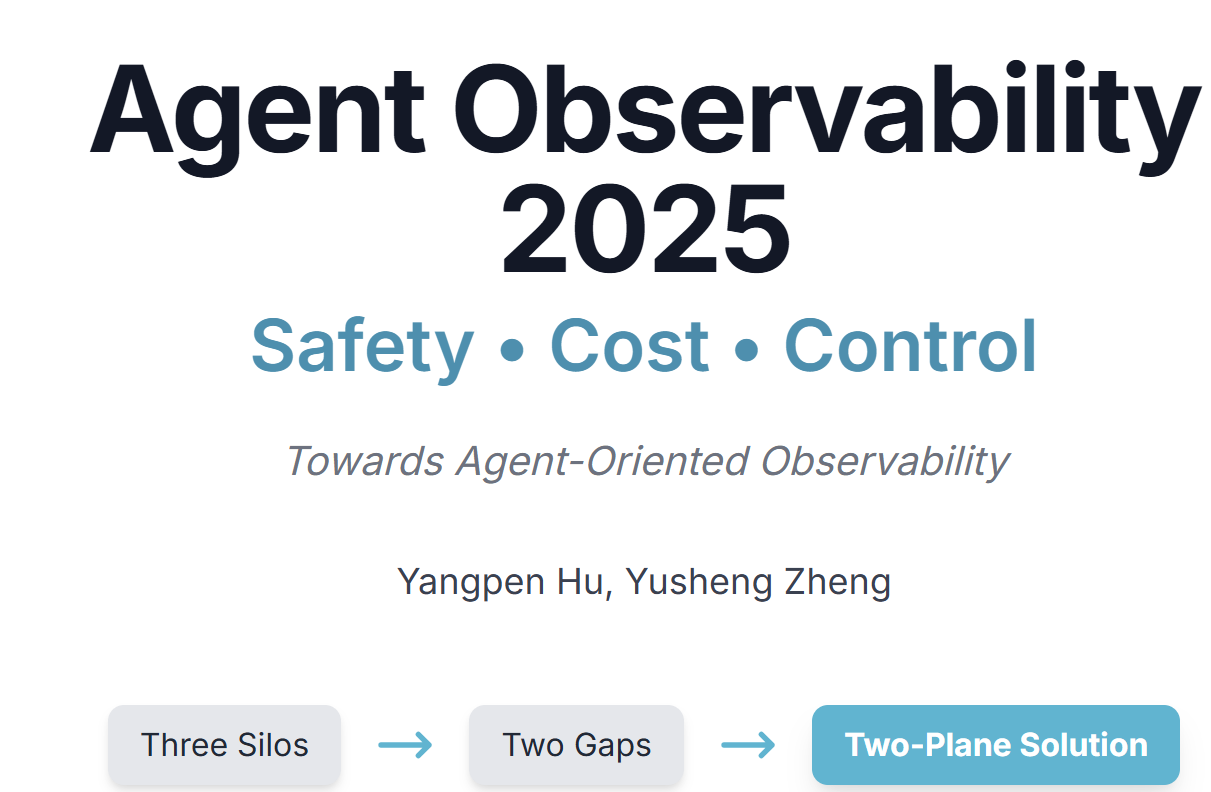 Agent Observability
2025
Safety • Cost • Control
Towards Agent-Oriented Observability
Yangpen Hu, Yusheng Zheng
Three Silos → Two Gaps → Two-Plane Solution